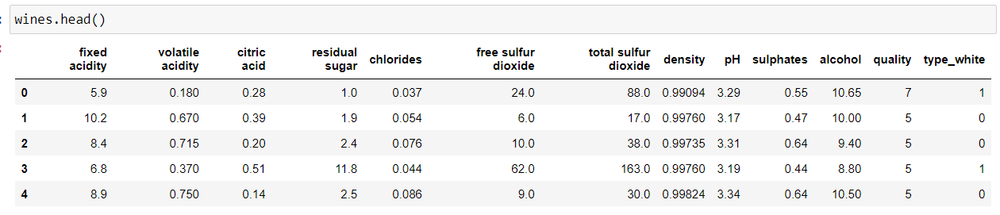 wines.head()
fixed acidity volatile acidity citric acid residual sugar chlorides free sulfur dioxide total sulfur dioxide density pH sulphates alcohol quality type_white
0 5.9 0.180 0.28 1.0 0.037 24.0 88.0 0.99094 3.29 0.55 10.65 7 1
1 10.2 0.670 0.39 1.9 0.054 6.0 17.0 0.99760 3.17 0.47 10.00 5 0
2 8.4 0.715 0.20 2.4 0.076 10.0 38.0 0.99735 3.31 0.64 9.40 5 0
3 6.8 0.370 0.51 11.8 0.044 62.0 163.0 0.99760 3.19 0.44 8.80 5 1
4 8.9 0.750 0.14 2.5 0.086 9.0 30.0 0.99824 3.34 0.64 10.50 5 0